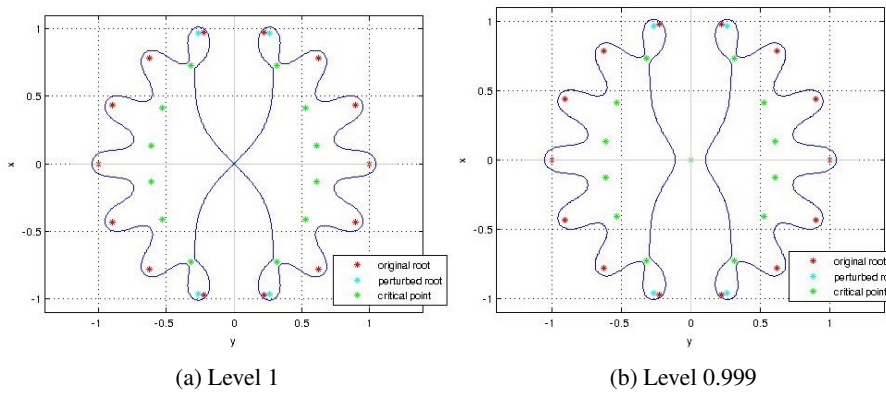 1
0.5
0
-0.5
-1
x
-1
-0.5
0
0.5
1
y
original root
perturbed root
critical point
(a) Level 1
1
0.5
0
-0.5
-1
x
-1
-0.5
0
0.5
1
y
original root
perturbed ro
critical point
(b) Level 0.999